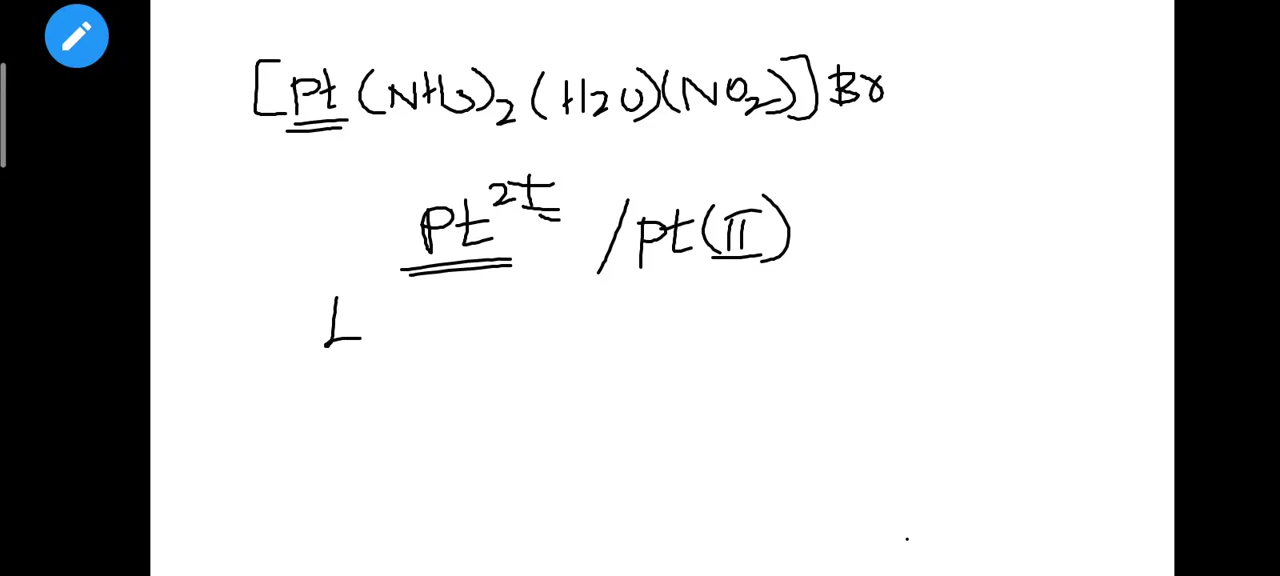 [Pt(NH3)2(H2O)(NO2)]Br
Pt2+ /Pt(II)
L